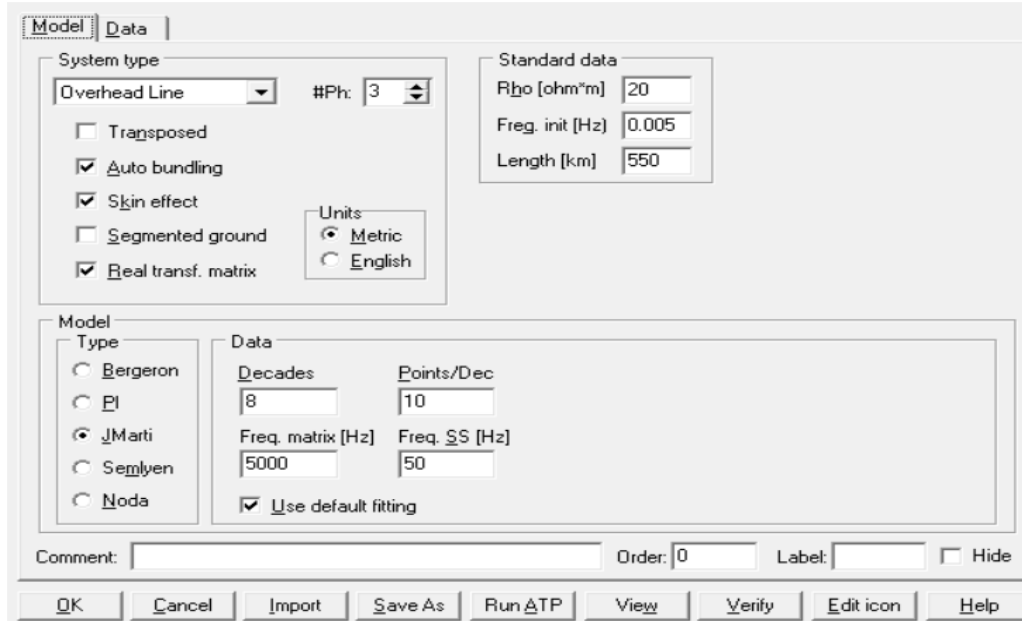 Model Data
System type
Overhead Line #Ph: 3
Transposed
Auto bundling
Skin effect
Segmented ground
Real transf. matrix
Units
Metric
English
Standard data
Rho [ohm*m] 20
Freq. init [Hz] 0.005
Length [km] 550
Model
Type
Bergeron
PI
JMarti
Semlyen
Noda
Data
Decades Points/Dec
8 10
Freq. matrix [Hz] Freq. SS [Hz]
5000 50
Use default fitting
Comment: Order: 0 Label: Hide
OK Cancel Import Save As Run ATP View Verify Edit icon Help